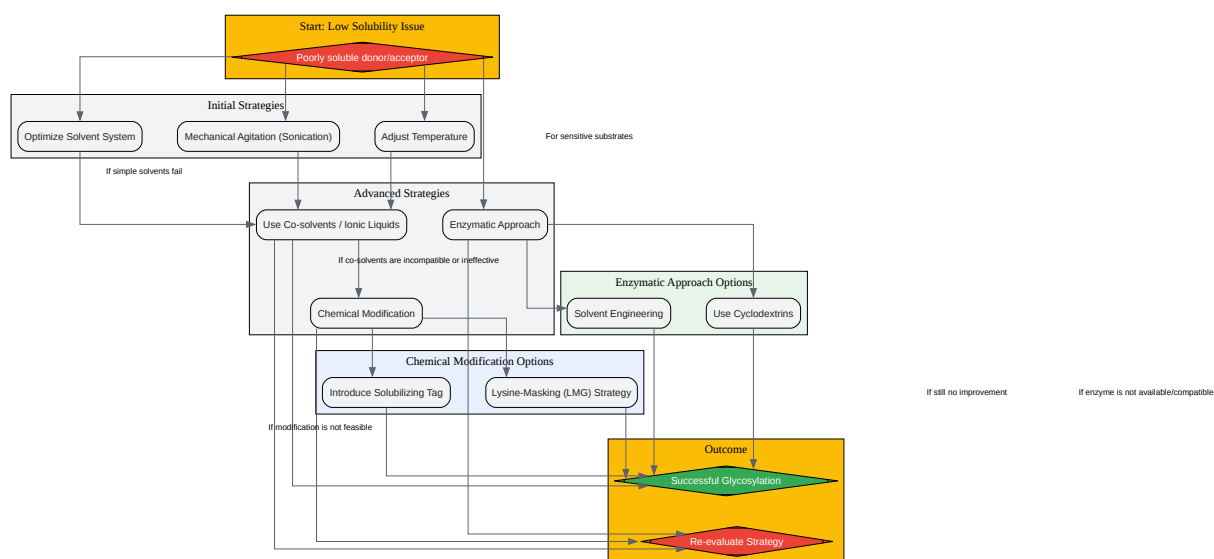 Start: Low Solubility Issue
Poorly soluble donor/acceptor
Initial Strategies
Optimize Solvent System
Mechanical Agitation (Sonication)
Adjust Temperature
For sensitive substrates
If simple solvents fail
Advanced Strategies
Use Co-solvents / Ionic Liquids
Enzymatic Approach
If co-solvents are incompatible or ineffective
Enzymatic Approach Options
Chemical Modification
Solvent Engineering
Use Cyclodextrins
Chemical Modification Options
Introduce Solubilizing Tag
Lysine-Masking (LMG) Strategy
If still no improvement
If enzyme is not available/compatible
If modification is not feasible
Outcome
Successful Glycosylation
Re-evaluate Strategy